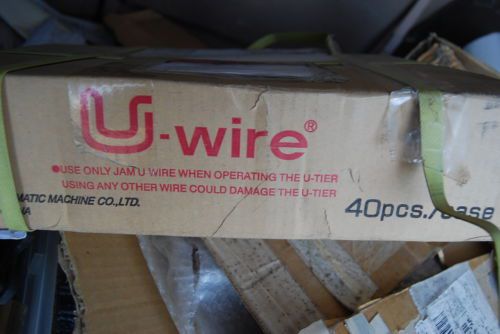 U-wire®
●USE ONLY JAM U WIRE WHEN OPERATING THE U-TIER
USING ANY OTHER WIRE COULD DAMAGE THE U-TIER
MATIC MACHINE CO.,LTD.
NA
40pcs./case